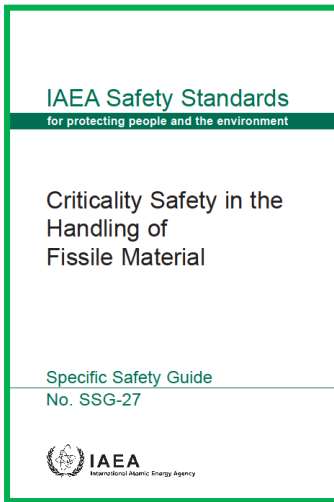 IAEA Safety Standards
for protecting people and the environment
Criticality Safety in the
Handling of
Fissile Material
Specific Safety Guide
No. SSG-27
IAEA
International Atomic Energy Agency